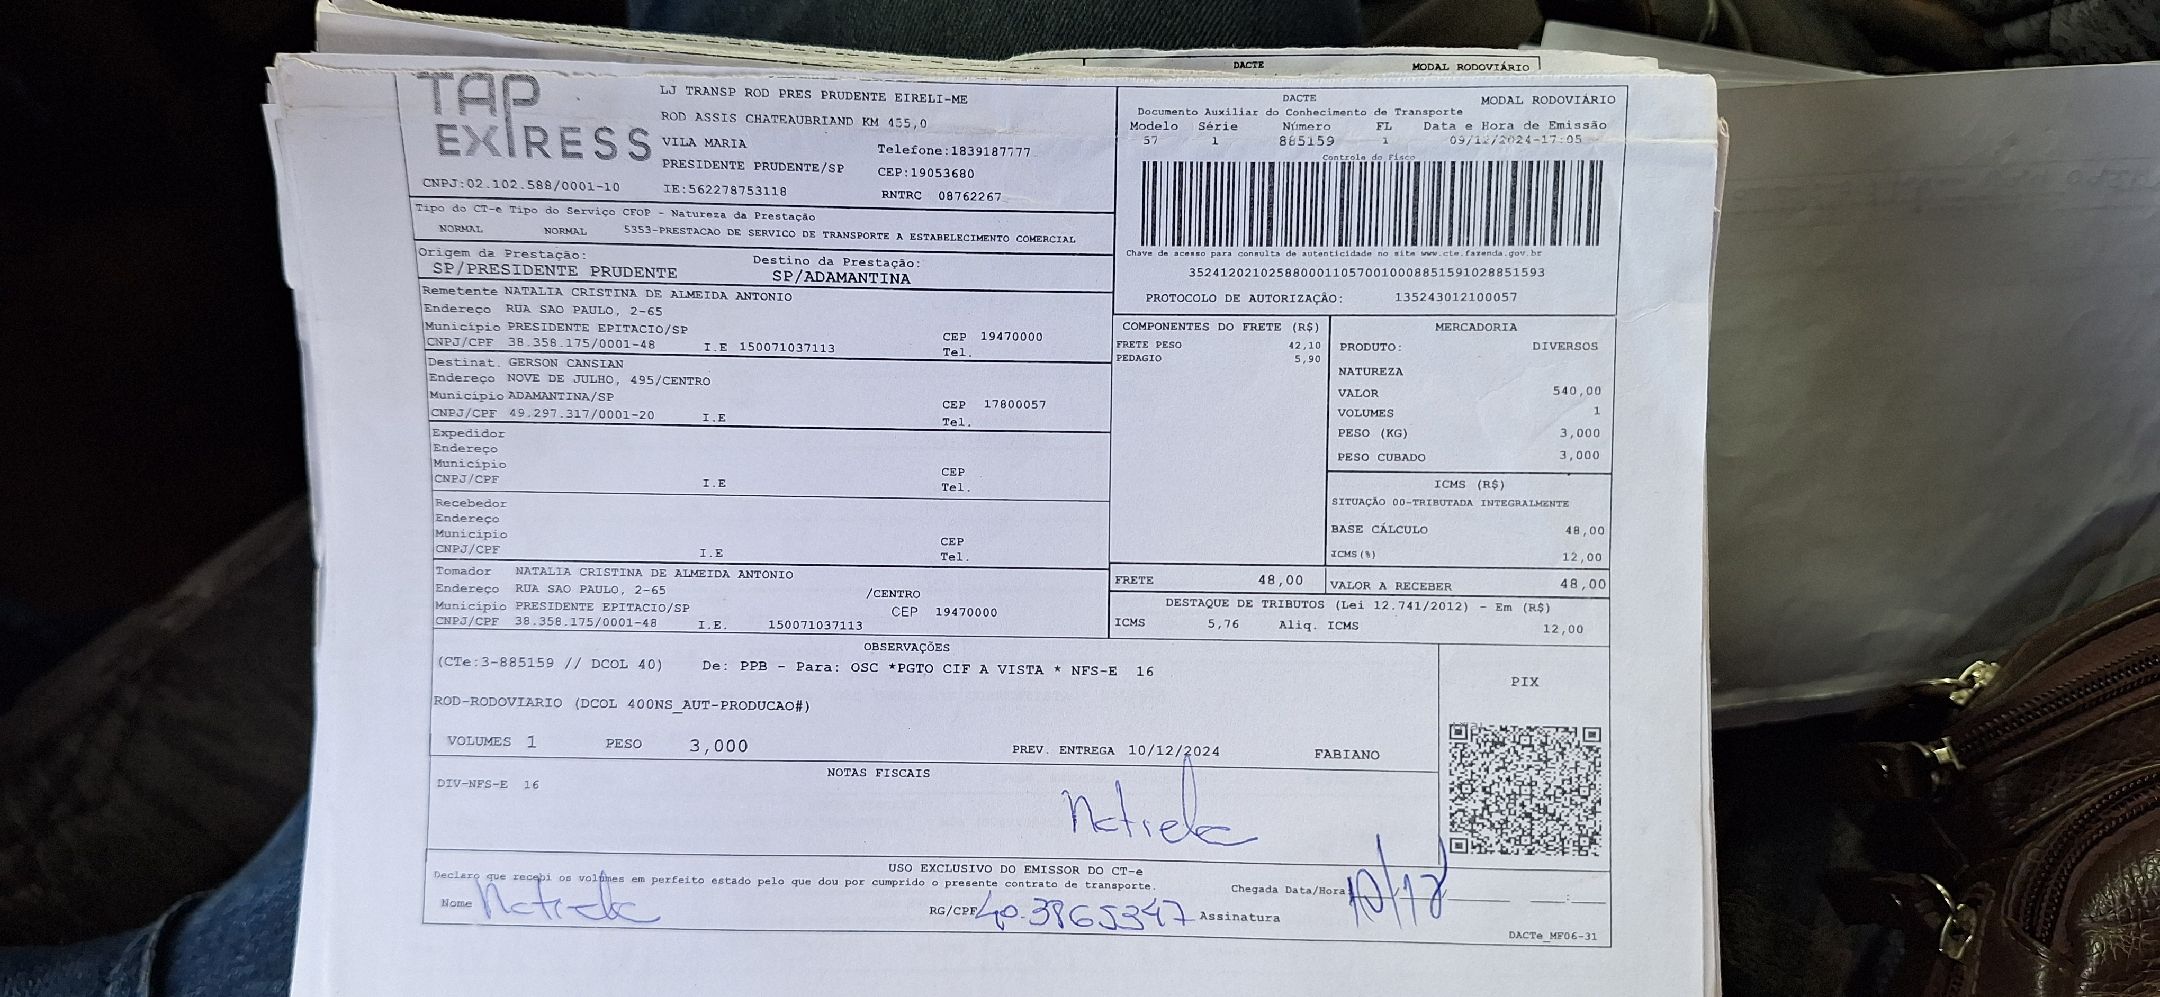 DACTE MODAL RODOVIÁRIO
TAP EXPRESS
LJ TRANSP ROD PRES PRUDENTE EIRELI-ME
ROD ASSIS CHATEAUBRIAND KM 455,0
VILA MARIA Telefone:1839187777
PRESIDENTE PRUDENTE/SP CEP:19053680
CNPJ:02.102.588/0001-10 IE:562278753118 RNTRC 08762267
DACTE MODAL RODOVIÁRIO
Documento Auxiliar do Conhecimento de Transporte
Modelo Série Número FL Data e Hora de Emissão
57 1 885159 1 09/12/2024-17:05
Controle do Fisco
Chave de acesso para consulta de autenticidade no site www.cte.fazenda.gov.br
35241202102588000110570010008851591028851593
PROTOCOLO DE AUTORIZAÇÃO: 135243012100057
Tipo do CT-e Tipo do Serviço CFOP - Natureza da Prestação
NORMAL NORMAL 5353-PRESTACAO DE SERVICO DE TRANSPORTE A ESTABELECIMENTO COMERCIAL
Origem da Prestação: Destino da Prestação:
SP/PRESIDENTE PRUDENTE SP/ADAMANTINA
Remetente NATALIA CRISTINA DE ALMEIDA ANTONIO
Endereço RUA SAO PAULO, 2-65
Município PRESIDENTE EPITACIO/SP CEP 19470000
CNPJ/CPF 38.358.175/0001-48 I.E 150071037113 Tel.
Destinat. GERSON CANSIAN
Endereço NOVE DE JULHO, 495/CENTRO
Município ADAMANTINA/SP CEP 17800057
CNPJ/CPF 49.297.317/0001-20 I.E Tel.
Expedidor
Endereço
Município CEP
CNPJ/CPF I.E Tel.
Recebedor
Endereço
Município CEP
CNPJ/CPF I.E Tel.
Tomador NATALIA CRISTINA DE ALMEIDA ANTONIO
Endereço RUA SAO PAULO, 2-65 /CENTRO
Município PRESIDENTE EPITACIO/SP CEP 19470000
CNPJ/CPF 38.358.175/0001-48 I.E. 150071037113
COMPONENTES DO FRETE (R$)
FRETE PESO 42,10
PEDAGIO 5,90
MERCADORIA
PRODUTO: DIVERSOS
NATUREZA
VALOR 540,00
VOLUMES 1
PESO (KG) 3,000
PESO CUBADO 3,000
ICMS (R$)
SITUAÇÃO 00-TRIBUTADA INTEGRALMENTE
BASE CÁLCULO 48,00
ICMS(%) 12,00
FRETE 48,00 VALOR A RECEBER 48,00
DESTAQUE DE TRIBUTOS (Lei 12.741/2012) - Em (R$)
ICMS 5,76 Aliq. ICMS 12,00
OBSERVAÇÕES
(CTe:3-885159 // DCOL 40) De: PPB - Para: OSC *PGTO CIF A VISTA * NFS-E 16
ROD-RODOVIARIO (DCOL 400NS_AUT-PRODUCAO#)
VOLUMES 1 PESO 3,000 PREV. ENTREGA 10/12/2024 FABIANO
PIX
NOTAS FISCAIS
DIV-NFS-E 16
USO EXCLUSIVO DO EMISSOR DO CT-e
Declaro que recebi os volumes em perfeito estado pelo que dou por cumprido o presente contrato de transporte.
Chegada Data/Hora: 10/12 __:__
Nome RG/CPF 40.3865347 Assinatura
DACTe_MF06-31